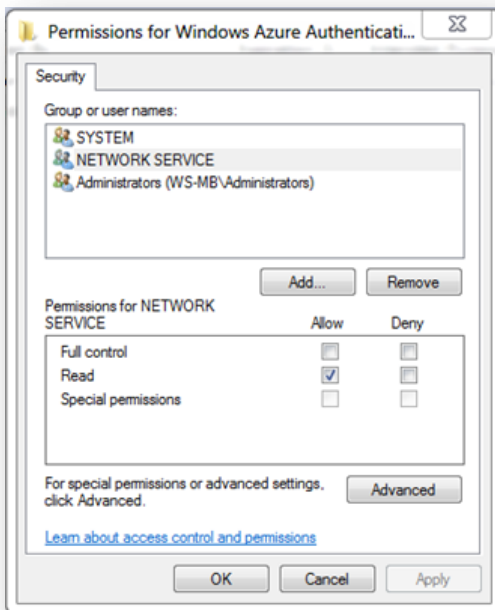 Permissions for Windows Azure Authenticati...
Security
Group or user names:
SYSTEM
NETWORK SERVICE
Administrators (WS-MB\Administrators)
Add...
Remove
Permissions for NETWORK
SERVICE
Allow
Deny
Full control
Read
Special permissions
For special permissions or advanced settings,
click Advanced.
Advanced
Learn about access control and permissions
OK
Cancel
Apply